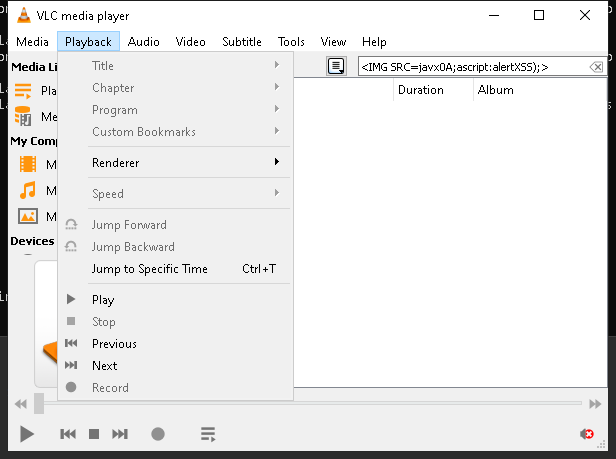 VLC media player
Media Playback Audio Video Subtitle Tools View Help
Media Li
Pla
Me
My Comp
M
M
M
Devices
Title
Chapter
Program
Custom Bookmarks
Renderer
Speed
Jump Forward
Jump Backward
Jump to Specific Time Ctrl+T
Play
Stop
Previous
Next
Record
<IMG SRC=javx0A;ascript:alertXSS);>
Duration Album